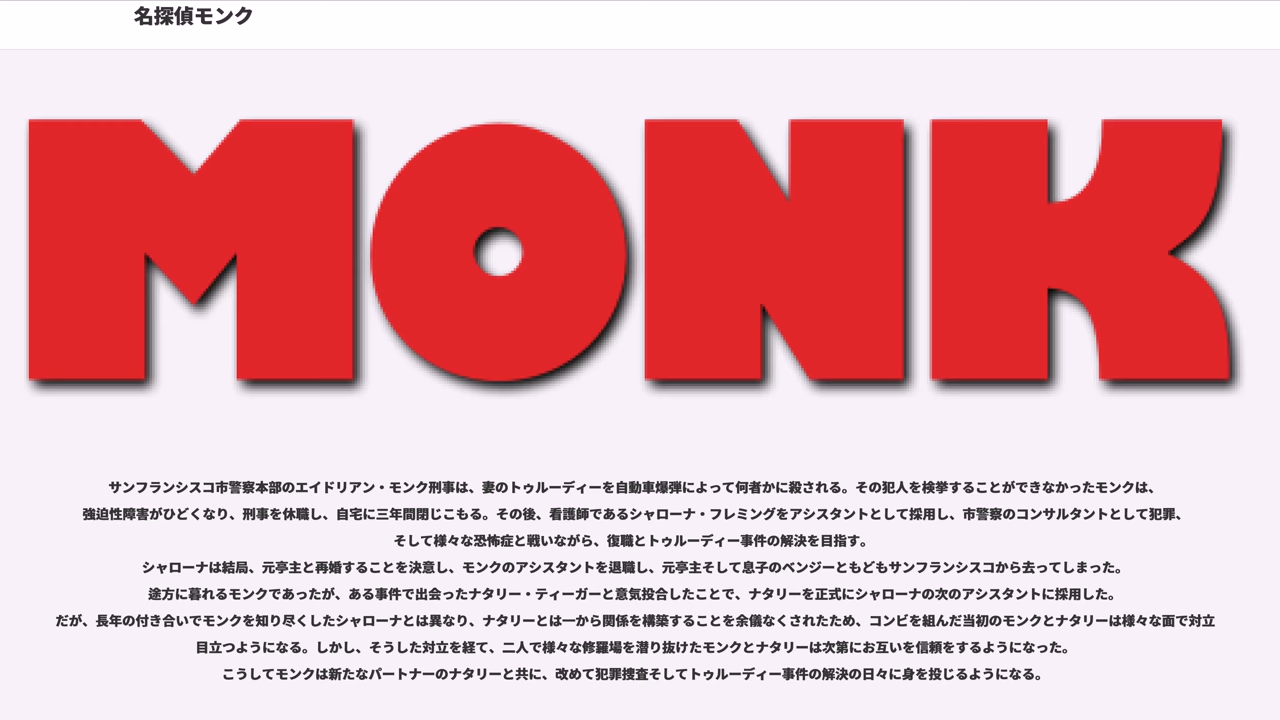 名探偵モンク
MONK
サンフランシスコ市警察本部のエイドリアン・モンク刑事は、妻のトゥルーディーを自動車爆弾によって何者かに殺される。その犯人を検挙することができなかったモンクは、
強迫性障害がひどくなり、刑事を休職し、自宅に三年間閉じこもる。その後、看護師であるシャローナ・フレミングをアシスタントとして採用し、市警察のコンサルタントとして犯罪、
そして様々な恐怖症と戦いながら、復職とトゥルーディー事件の解決を目指す。
シャローナは結局、元亭主と再婚することを決意し、モンクのアシスタントを退職し、元亭主そして息子のベンジーともどもサンフランシスコから去ってしまった。
途方に暮れるモンクであったが、ある事件で出会ったナタリー・ティーガーと意気投合したことで、ナタリーを正式にシャローナの次のアシスタントに採用した。
だが、長年の付き合いでモンクを知り尽くしたシャローナとは異なり、ナタリーとは一から関係を構築することを余儀なくされたため、コンビを組んだ当初のモンクとナタリーは様々な面で対立
目立つようになる。しかし、そうした対立を経て、二人で様々な修羅場を潜り抜けたモンクとナタリーは次第にお互いを信頼をするようになった。
こうしてモンクは新たなパートナーのナタリーと共に、改めて犯罪捜査そしてトゥルーディー事件の解決の日々に身を投じるようになる。